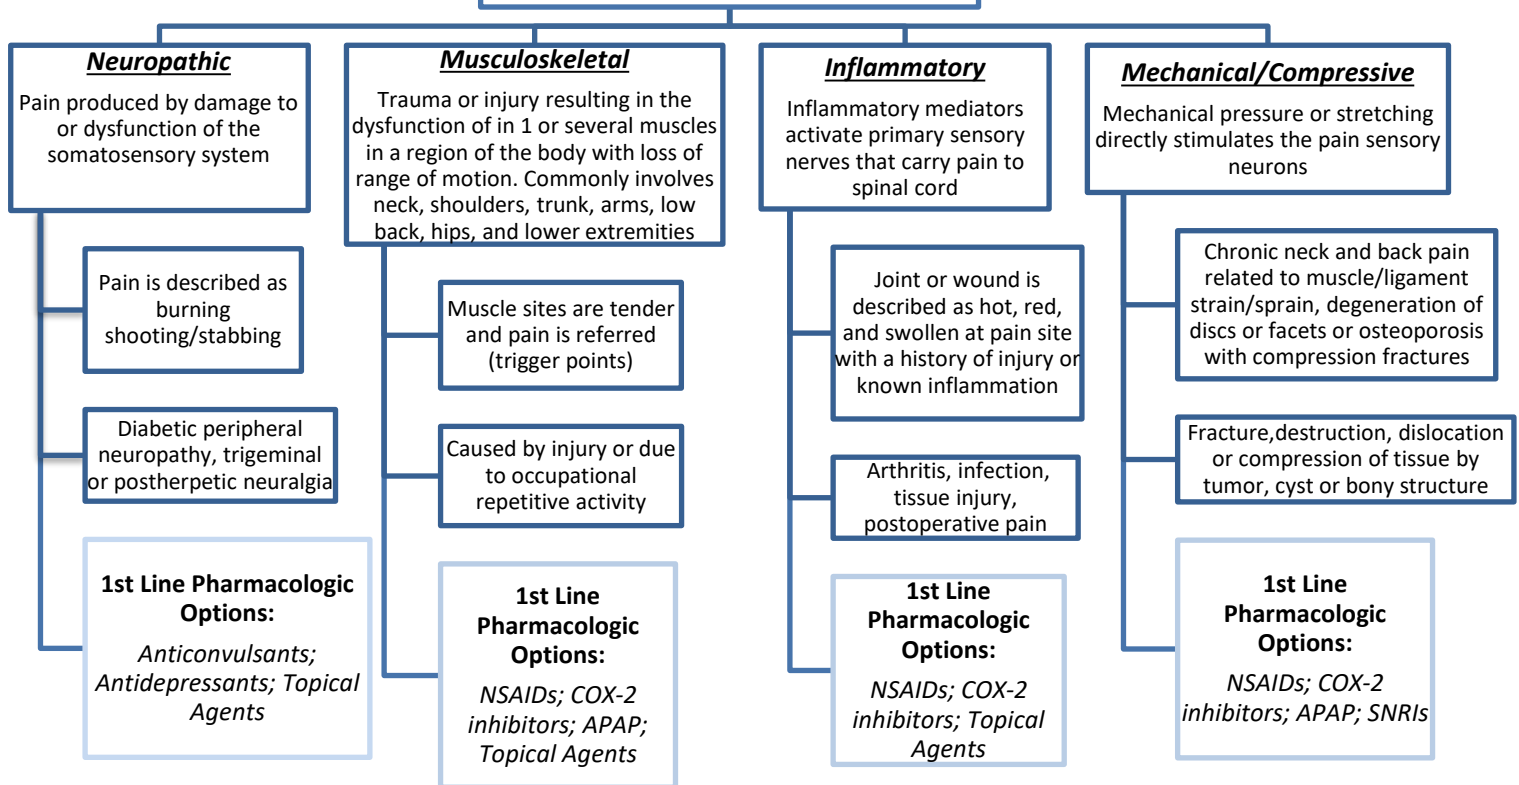 Neuropathic
Pain produced by damage to
or dysfunction of the
somatosensory system
Pain is described as
burning
shooting/stabbing
Diabetic peripheral
neuropathy, trigeminal
or postherpetic neuralgia
1st Line Pharmacologic
Options:
Anticonvulsants;
Antidepressants; Topical
Agents
Musculoskeletal
Trauma or injury resulting in the
dysfunction of in 1 or several muscles
in a region of the body with loss of
range of motion. Commonly involves
neck, shoulders, trunk, arms, low
back, hips, and lower extremities
Muscle sites are tender
and pain is referred
(trigger points)
Caused by injury or due
to occupational
repetitive activity
1st Line
Pharmacologic
Options:
NSAIDs; COX-2
inhibitors; APAP;
Topical Agents
Inflammatory
Inflammatory mediators
activate primary sensory
nerves that carry pain to
spinal cord
Joint or wound is
described as hot, red,
and swollen at pain site
with a history of injury or
known inflammation
Arthritis, infection,
tissue injury,
postoperative pain
1st Line
Pharmacologic
Options:
NSAIDs; COX-2
inhibitors; Topical
Agents
Mechanical/Compressive
Mechanical pressure or stretching
directly stimulates the pain sensory
neurons
Chronic neck and back pain
related to muscle/ligament
strain/sprain, degeneration of
discs or facets or osteoporosis
with compression fractures
Fracture,destruction, dislocation
or compression of tissue by
tumor, cyst or bony structure
1st Line
Pharmacologic
Options:
NSAIDs; COX-2
inhibitors; APAP; SNRIs